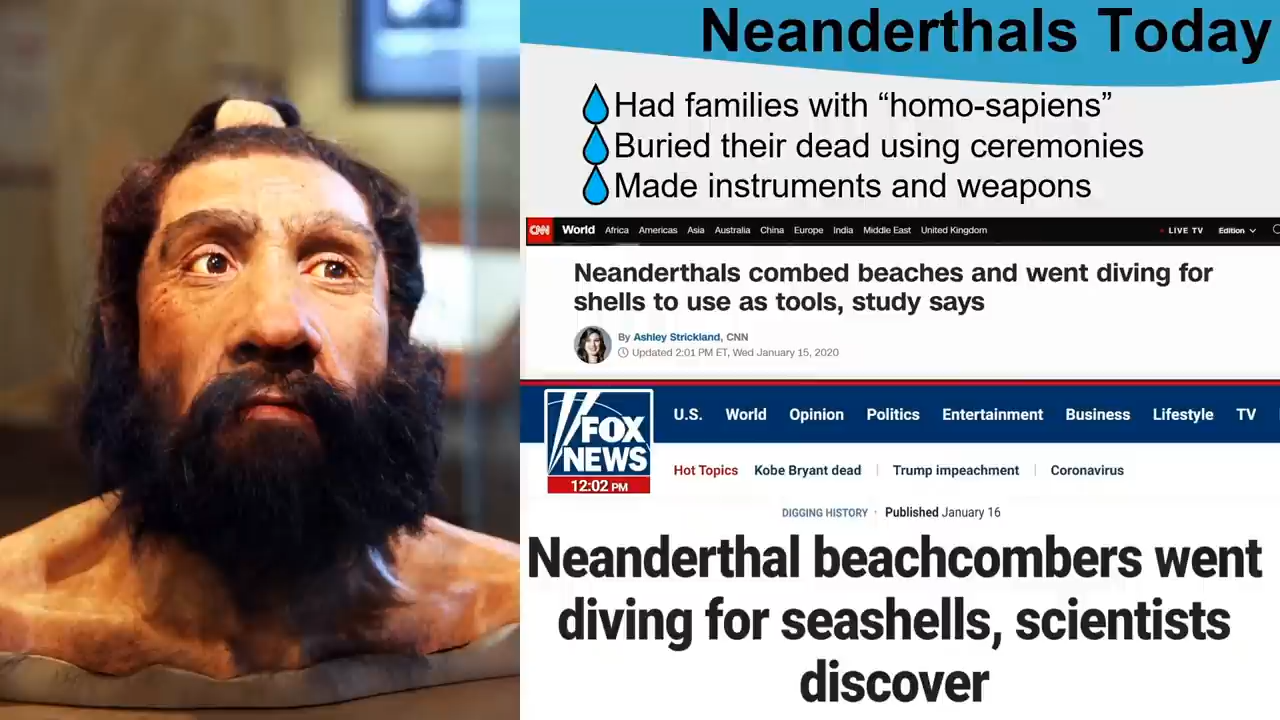 Neanderthals Today
Had families with “homo-sapiens”
Buried their dead using ceremonies
Made instruments and weapons
CNN World Africa Americas Asia Australia China Europe India Middle East United Kingdom LIVE TV Edition
Neanderthals combed beaches and went diving for
shells to use as tools, study says
By Ashley Strickland, CNN
Updated 2:01 PM ET, Wed January 15, 2020
FOX
NEWS
12:02 PM
U.S. World Opinion Politics Entertainment Business Lifestyle TV
Hot Topics Kobe Bryant dead Trump impeachment Coronavirus
DIGGING HISTORY · Published January 16
Neanderthal beachcombers went
diving for seashells, scientists
discover